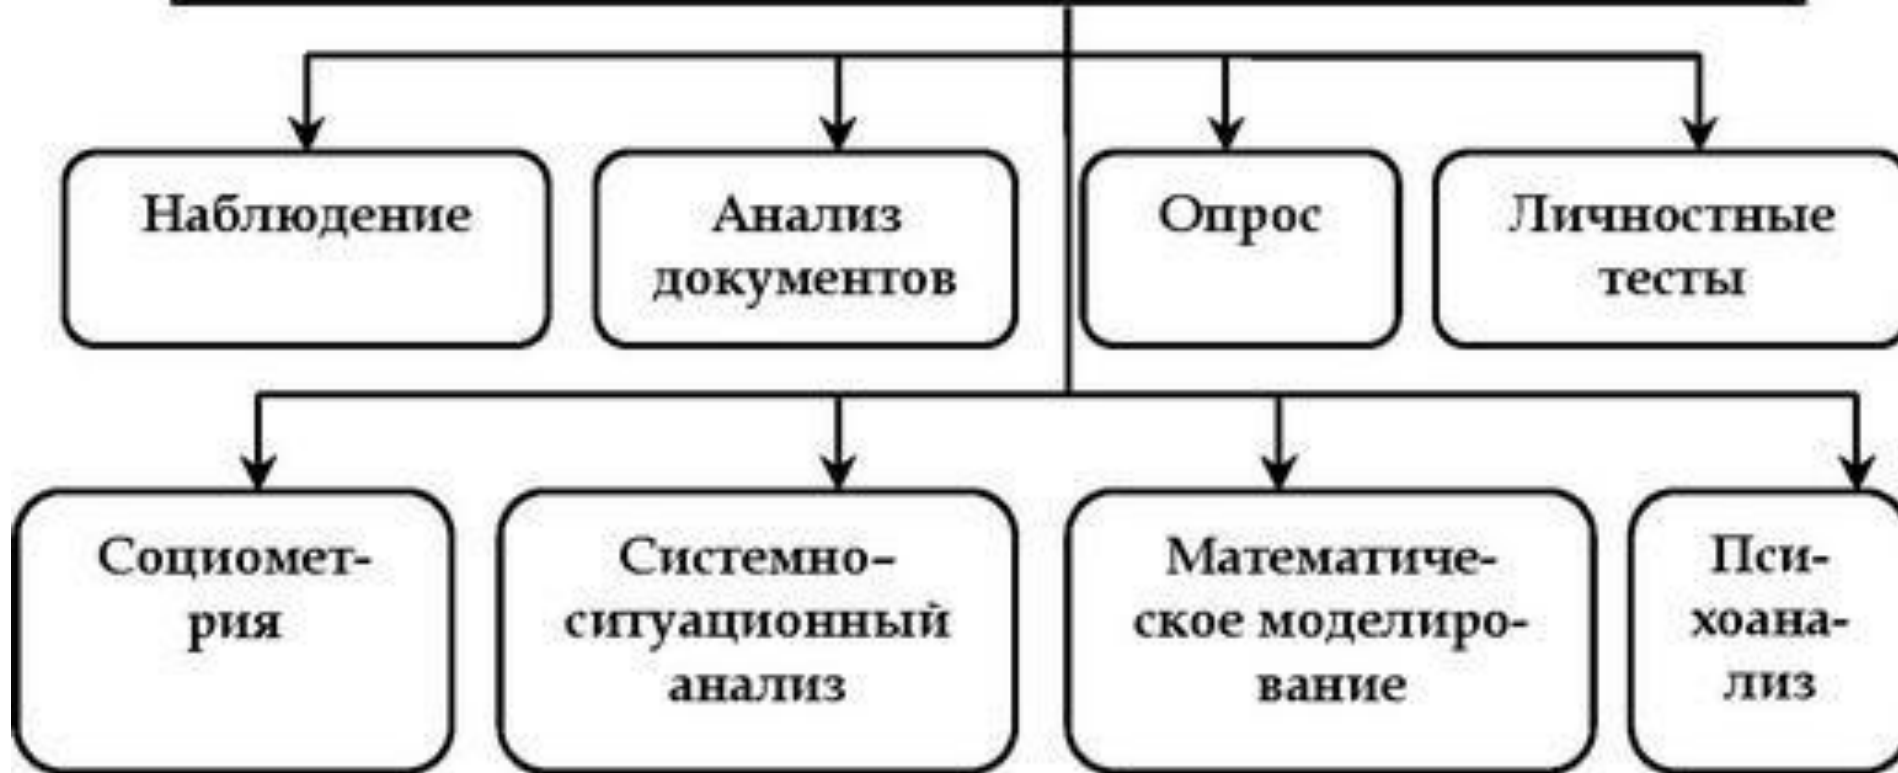 Наблюдение
Анализ
документов
Опрос
Личностные
тесты
Социомет-
рия
Системно–
ситуационный
анализ
Математиче-
ское моделиро-
вание
Пси-
хоана-
лиз